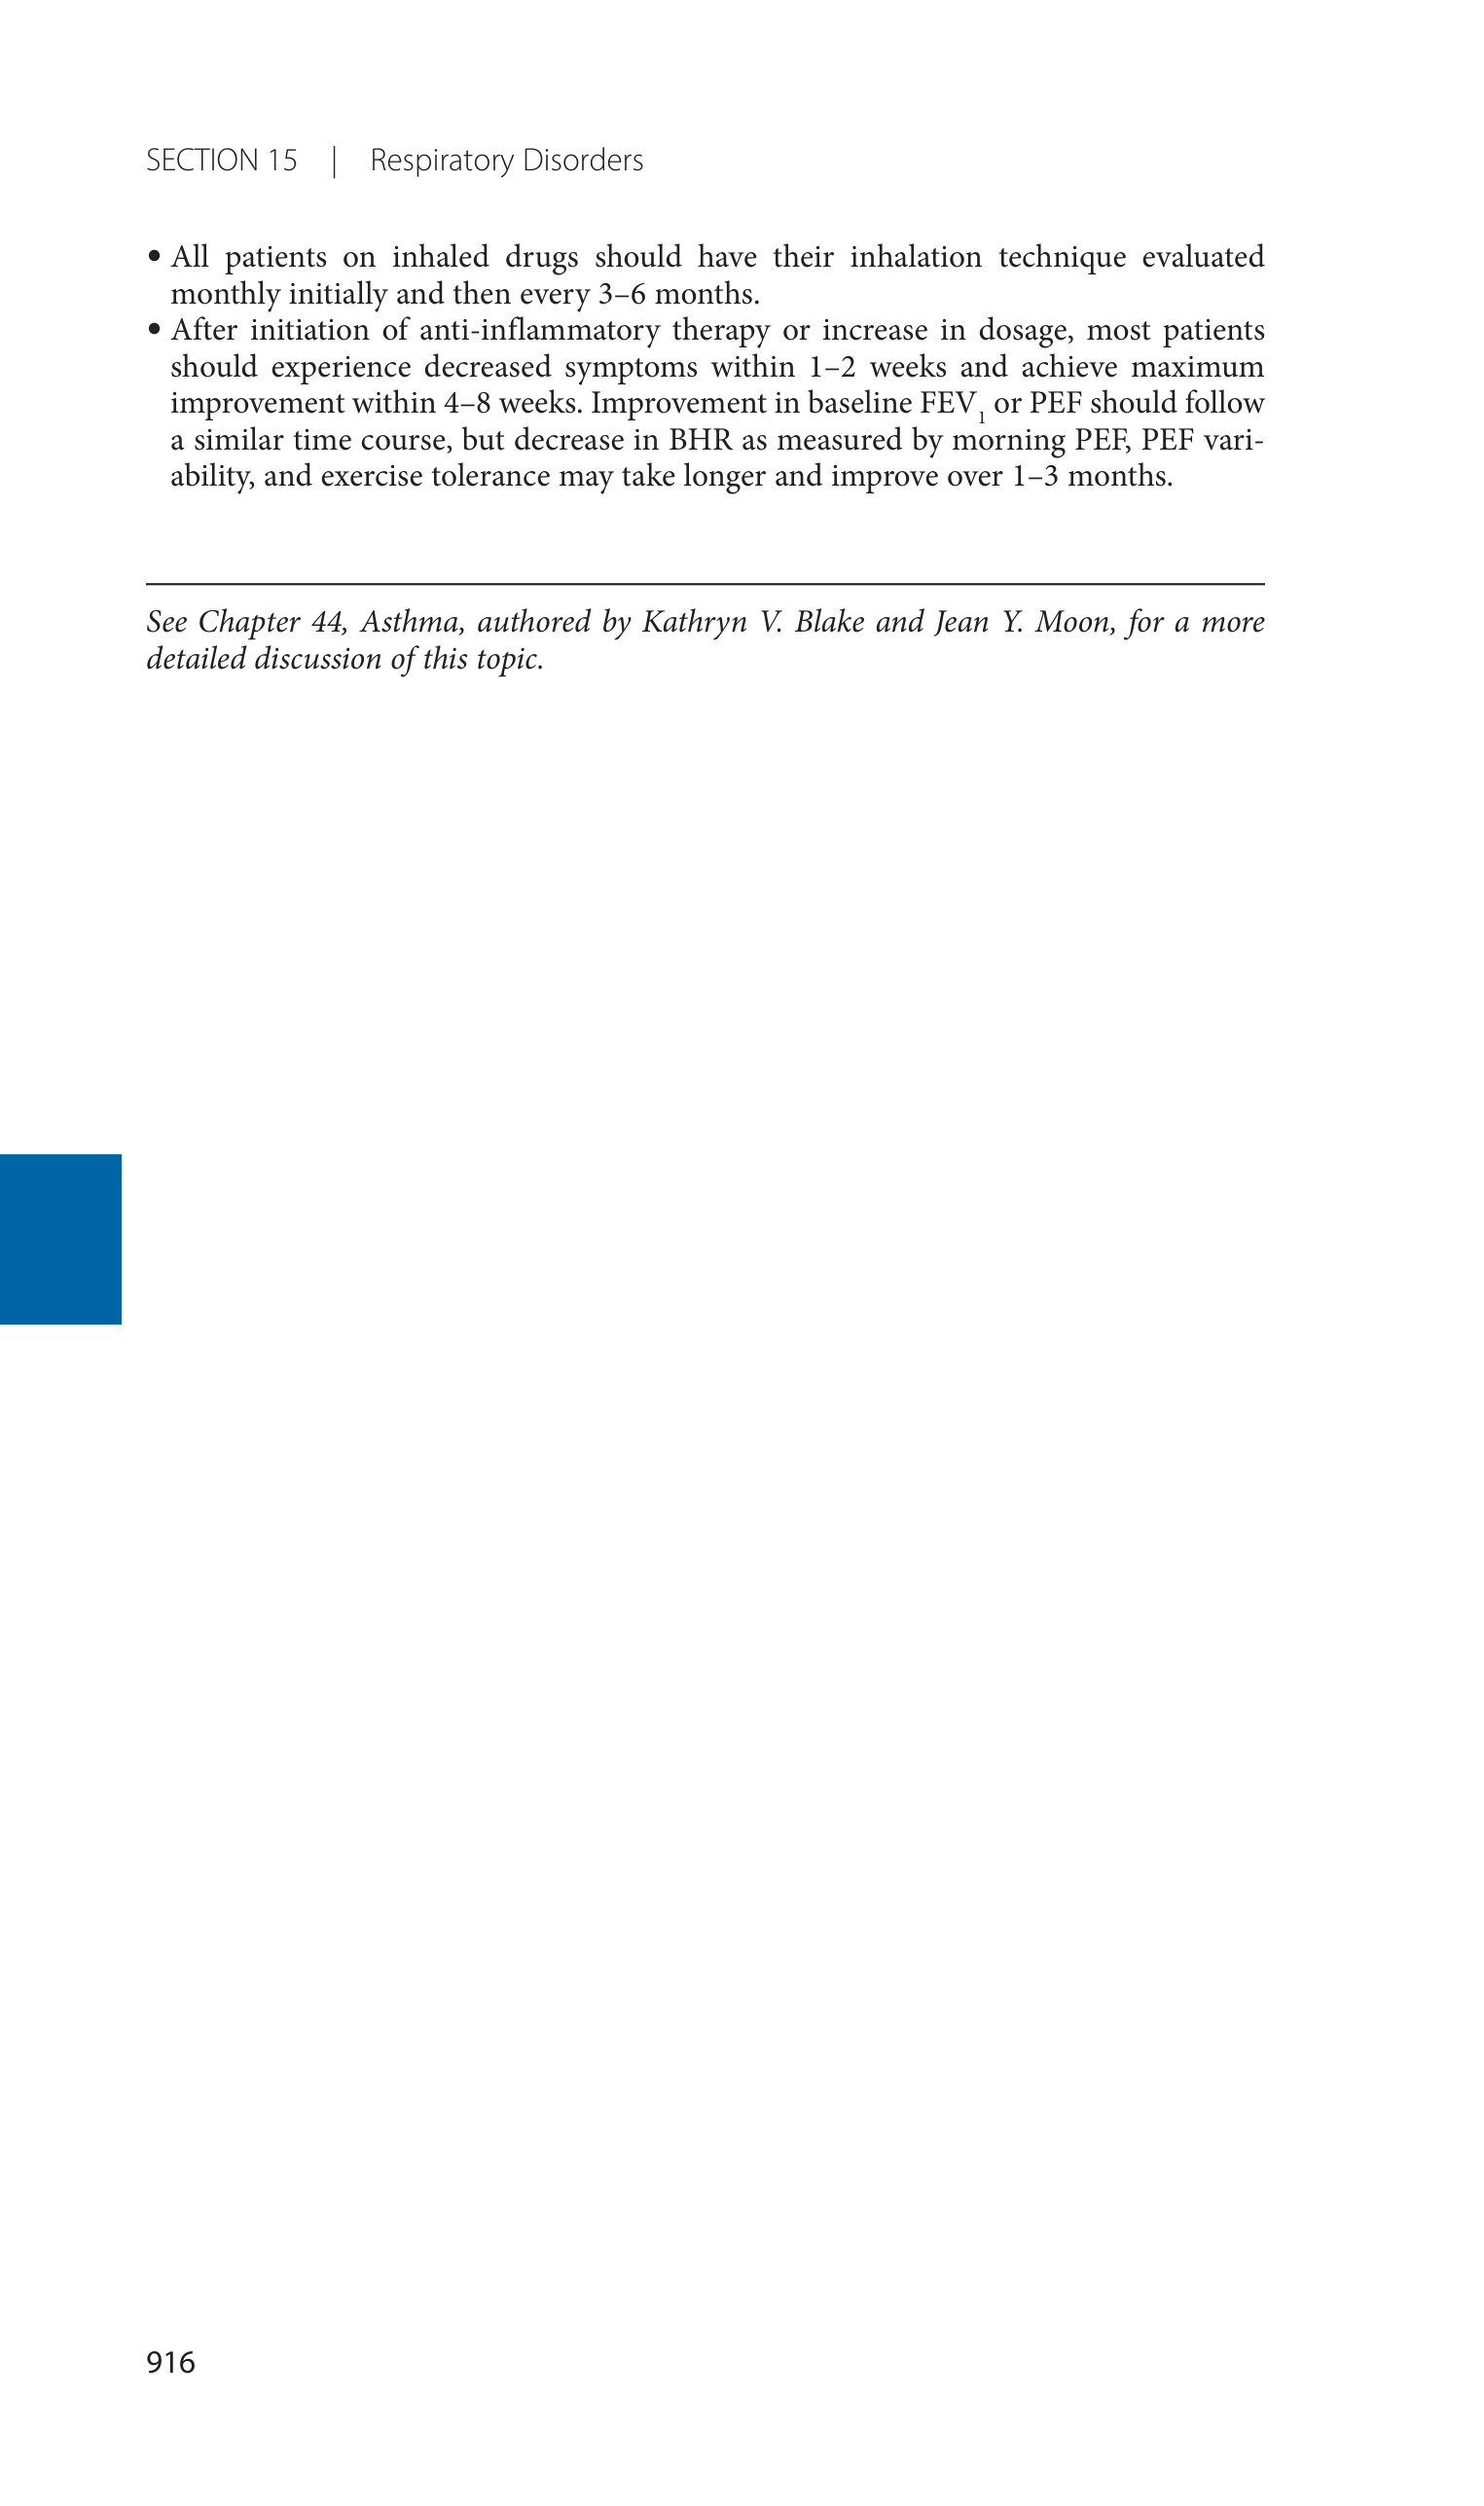 SECTION 15 | Respiratory Disorders
• All patients on inhaled drugs should have their inhalation technique evaluated
monthly initially and then every 3–6 months.
• After initiation of anti-inflammatory therapy or increase in dosage, most patients
should experience decreased symptoms within 1–2 weeks and achieve maximum
improvement within 4–8 weeks. Improvement in baseline FEV₁ or PEF should follow
a similar time course, but decrease in BHR as measured by morning PEF, PEF vari-
ability, and exercise tolerance may take longer and improve over 1–3 months.
See Chapter 44, Asthma, authored by Kathryn V. Blake and Jean Y. Moon, for a more
detailed discussion of this topic.
916